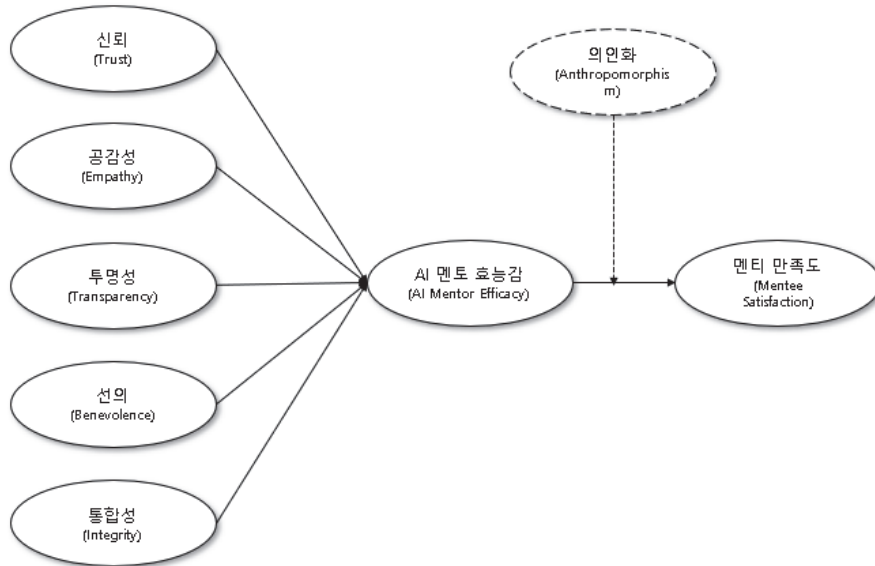 신뢰
(Trust)
의인화
(Anthropomorphis
m)
공감성
(Empathy)
투명성
(Transparency)
AI 멘토 효능감
(AI Mentor Efficacy)
멘티 만족도
(Mentee
Satisfaction)
선의
(Benevolence)
통합성
(Integrity)